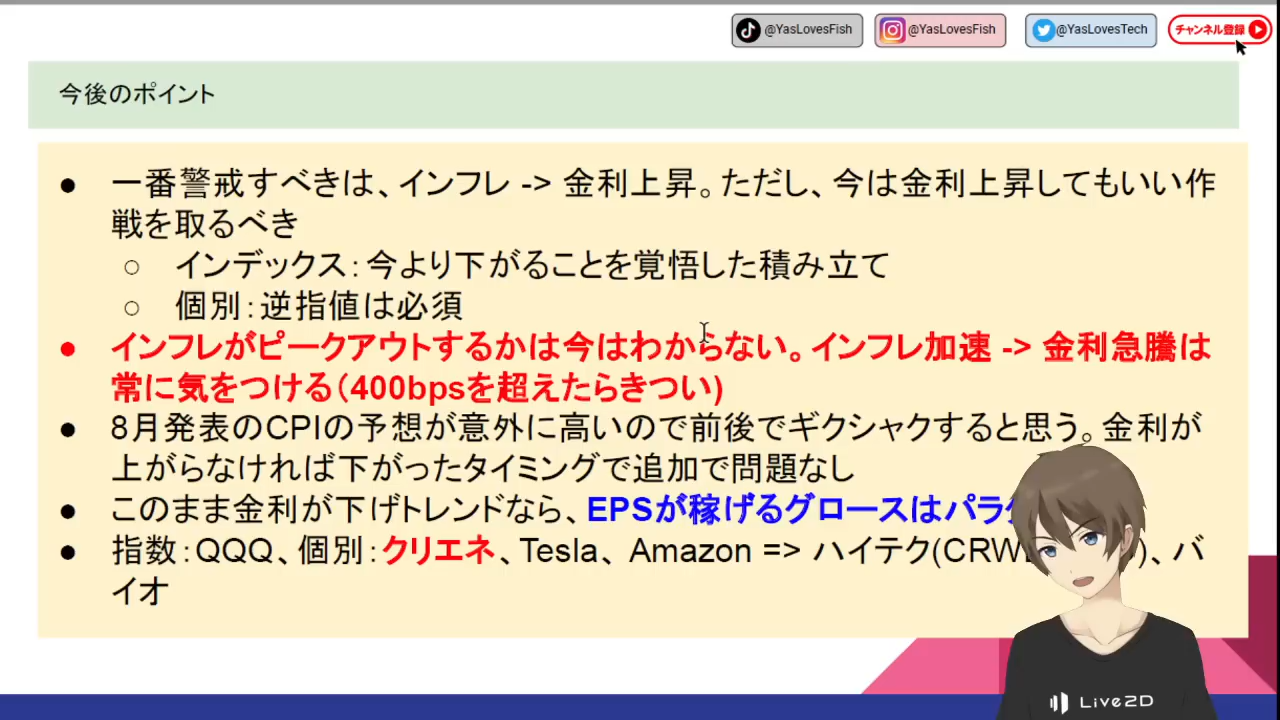 @YasLovesFish @YasLovesFish @YasLovesTech チャンネル登録
今後のポイント
● 一番警戒すべきは、インフレ -> 金利上昇。ただし、今は金利上昇してもいい作
戦を取るべき
○ インデックス：今より下がることを覚悟した積み立て
○ 個別：逆指値は必須
● インフレがピークアウトするかは今はわからない。インフレ加速 -> 金利急騰は
常に気をつける（400bpsを超えたらきつい)
● 8月発表のCPIの予想が意外に高いので前後でギクシャクすると思う。金利が
上がらなければ下がったタイミングで追加で問題なし
● このまま金利が下げトレンドなら、EPSが稼げるグロースはパラ
● 指数：QQQ、個別：クリエネ、Tesla、Amazon => ハイテク(CRW )、バ
イオ
Live2D